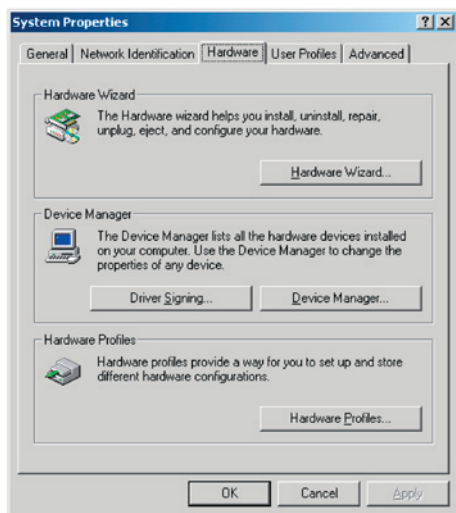 System Properties
General Network Identification Hardware User Profiles Advanced
Hardware Wizard
The Hardware wizard helps you install, uninstall, repair,
unplug, eject, and configure your hardware.
Hardware Wizard...
Device Manager
The Device Manager lists all the hardware devices installed
on your computer. Use the Device Manager to change the
properties of any device.
Driver Signing... Device Manager...
Hardware Profiles
Hardware profiles provide a way for you to set up and store
different hardware configurations.
Hardware Profiles...
OK Cancel Apply